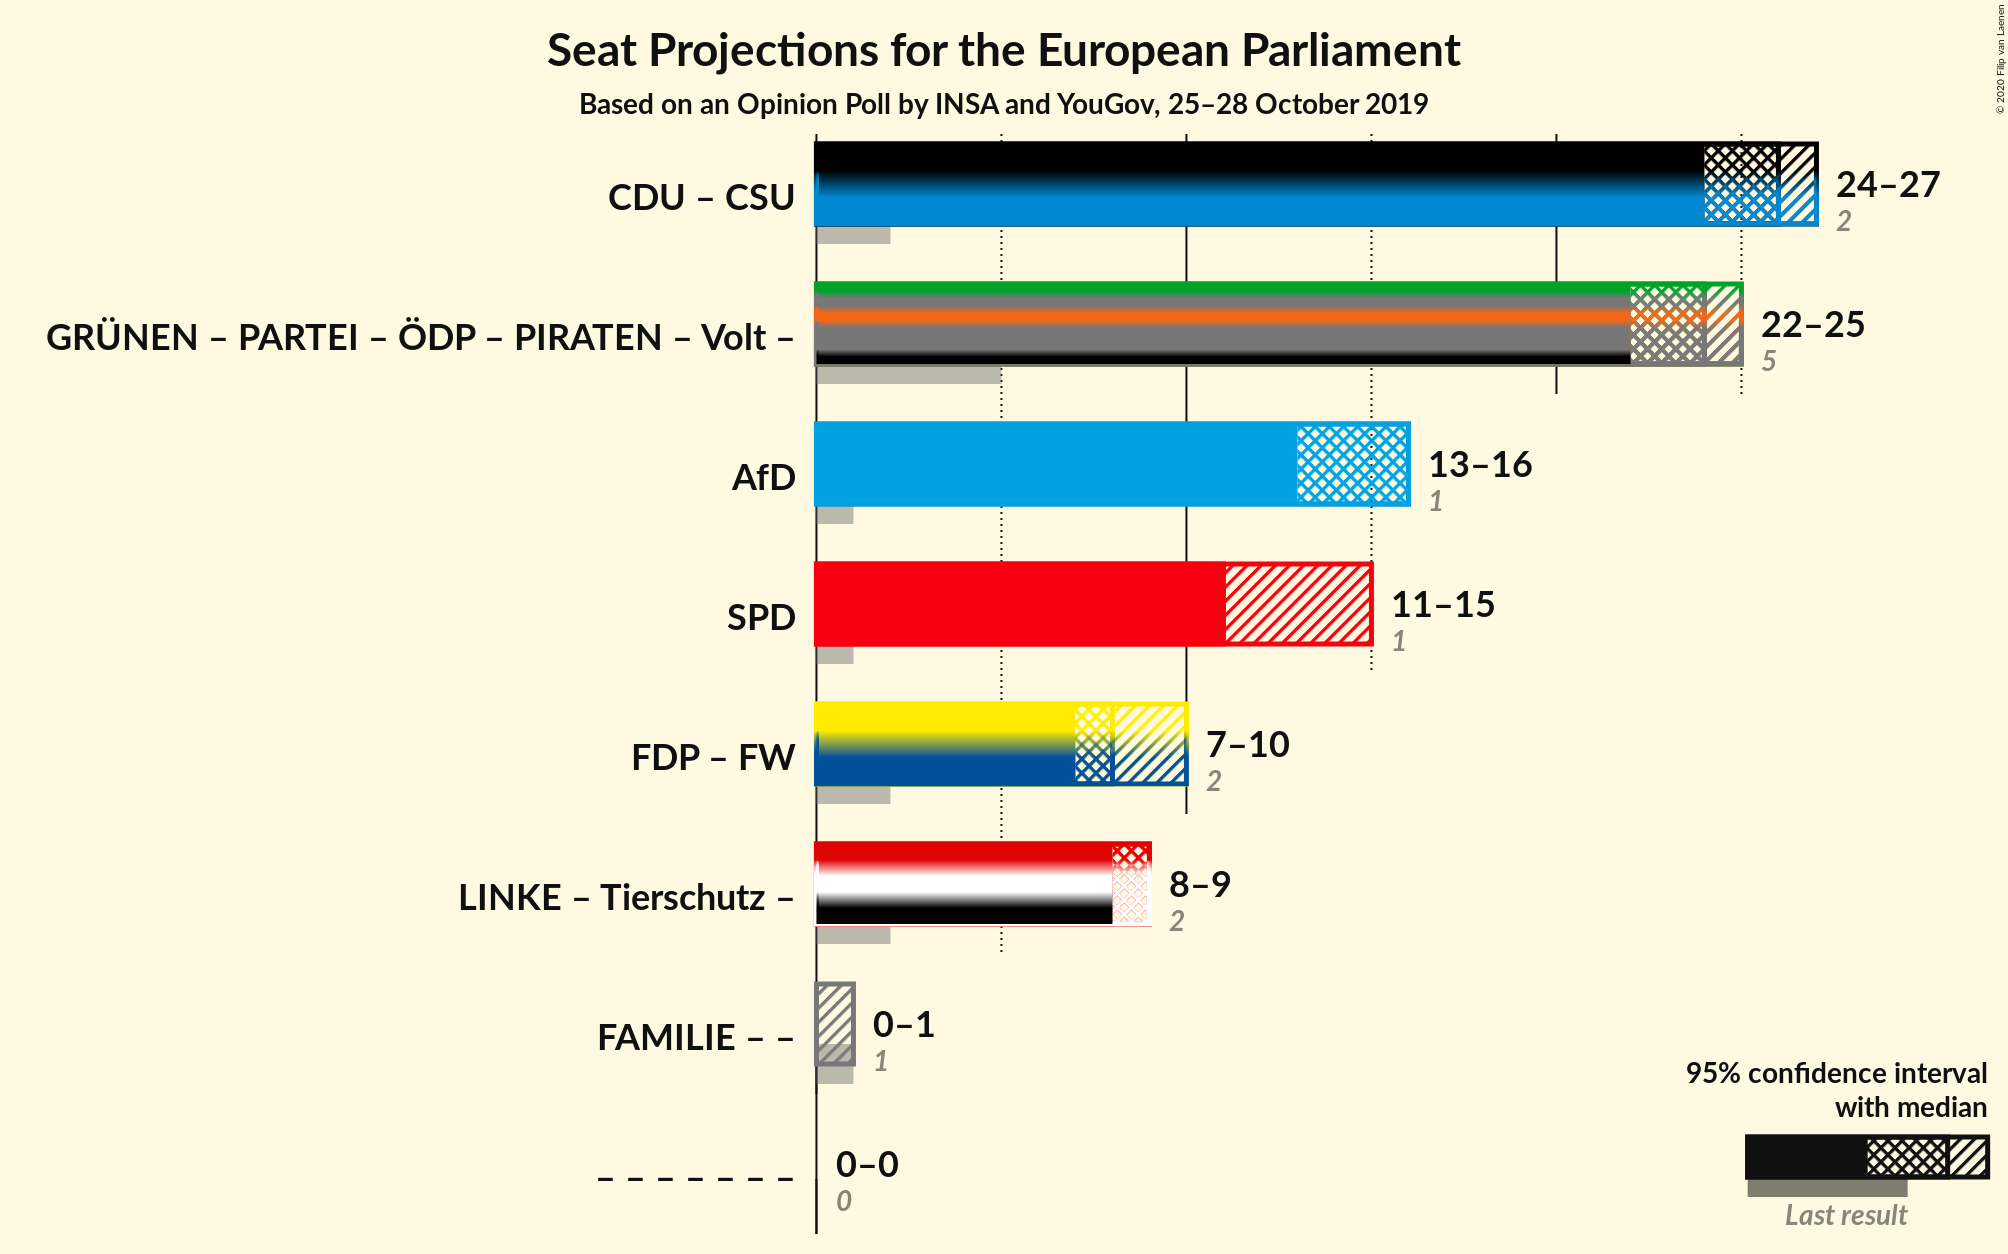 Seat Projections for the European Parliament
Based on an Opinion Poll by INSA and YouGov, 25–28 October 2019
© 2020 Filip van Laenen
CDU – CSU
24–27
2
GRÜNEN – PARTEI – ÖDP – PIRATEN – Volt –
22–25
5
AfD
13–16
1
SPD
11–15
1
FDP – FW
7–10
2
LINKE – Tierschutz –
8–9
2
FAMILIE – –
0–1
1
– – – – – – –
0–0
0
95% confidence interval
with median
Last result